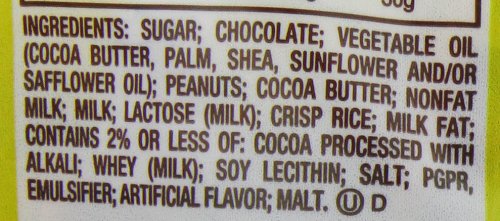 50g
INGREDIENTS: SUGAR; CHOCOLATE; VEGETABLE OIL
(COCOA BUTTER, PALM, SHEA, SUNFLOWER AND/OR
SAFFLOWER OIL); PEANUTS; COCOA BUTTER; NONFAT
MILK; MILK; LACTOSE (MILK); CRISP RICE; MILK FAT;
CONTAINS 2% OR LESS OF: COCOA PROCESSED WITH
ALKALI; WHEY (MILK); SOY LECITHIN; SALT; PGPR,
EMULSIFIER; ARTIFICIAL FLAVOR; MALT. Ⓤ D